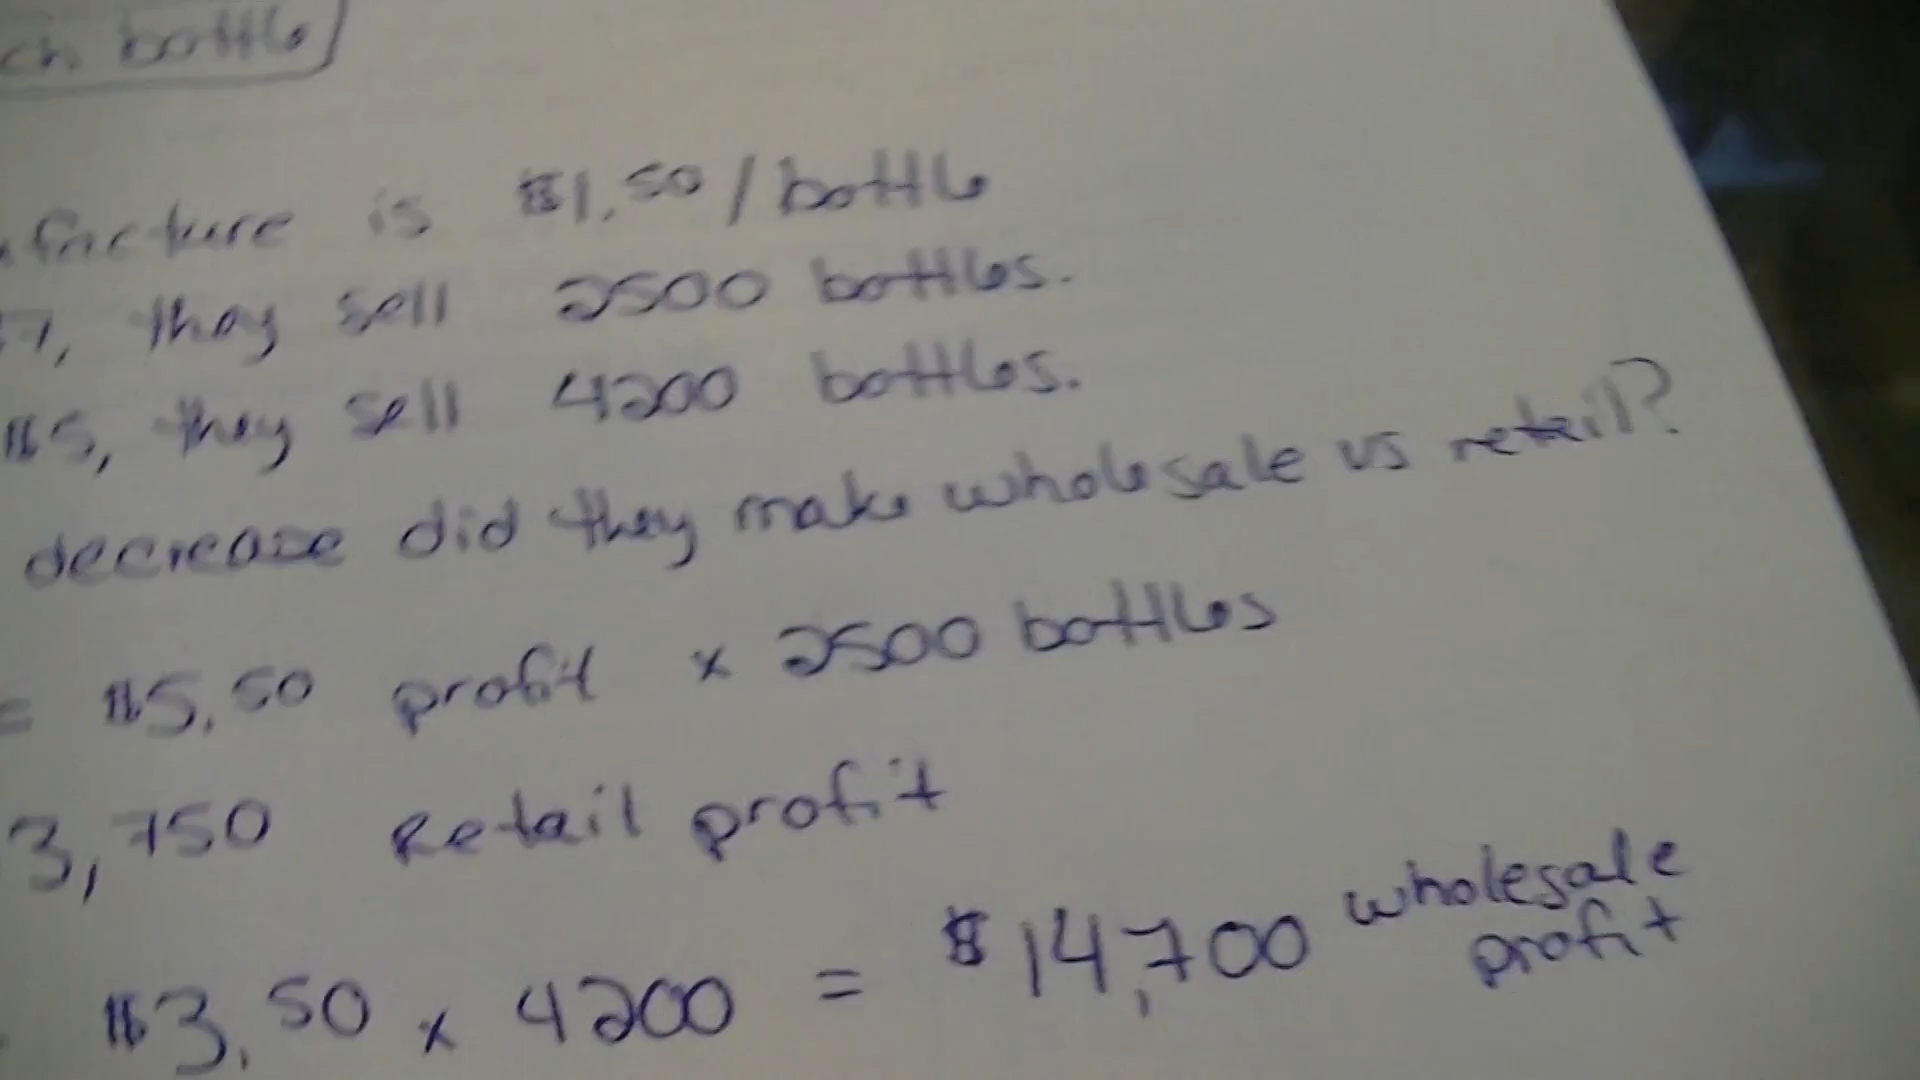 ch bottle
facture is $1.50/bottle
7, they sell 2500 bottles.
$5, they sell 4200 bottles.
decrease did they make wholesale vs retail?
= $5.50 profit x 2500 bottles
3,750 Retail profit
$3.50 x 4200 = $14,700 wholesale profit